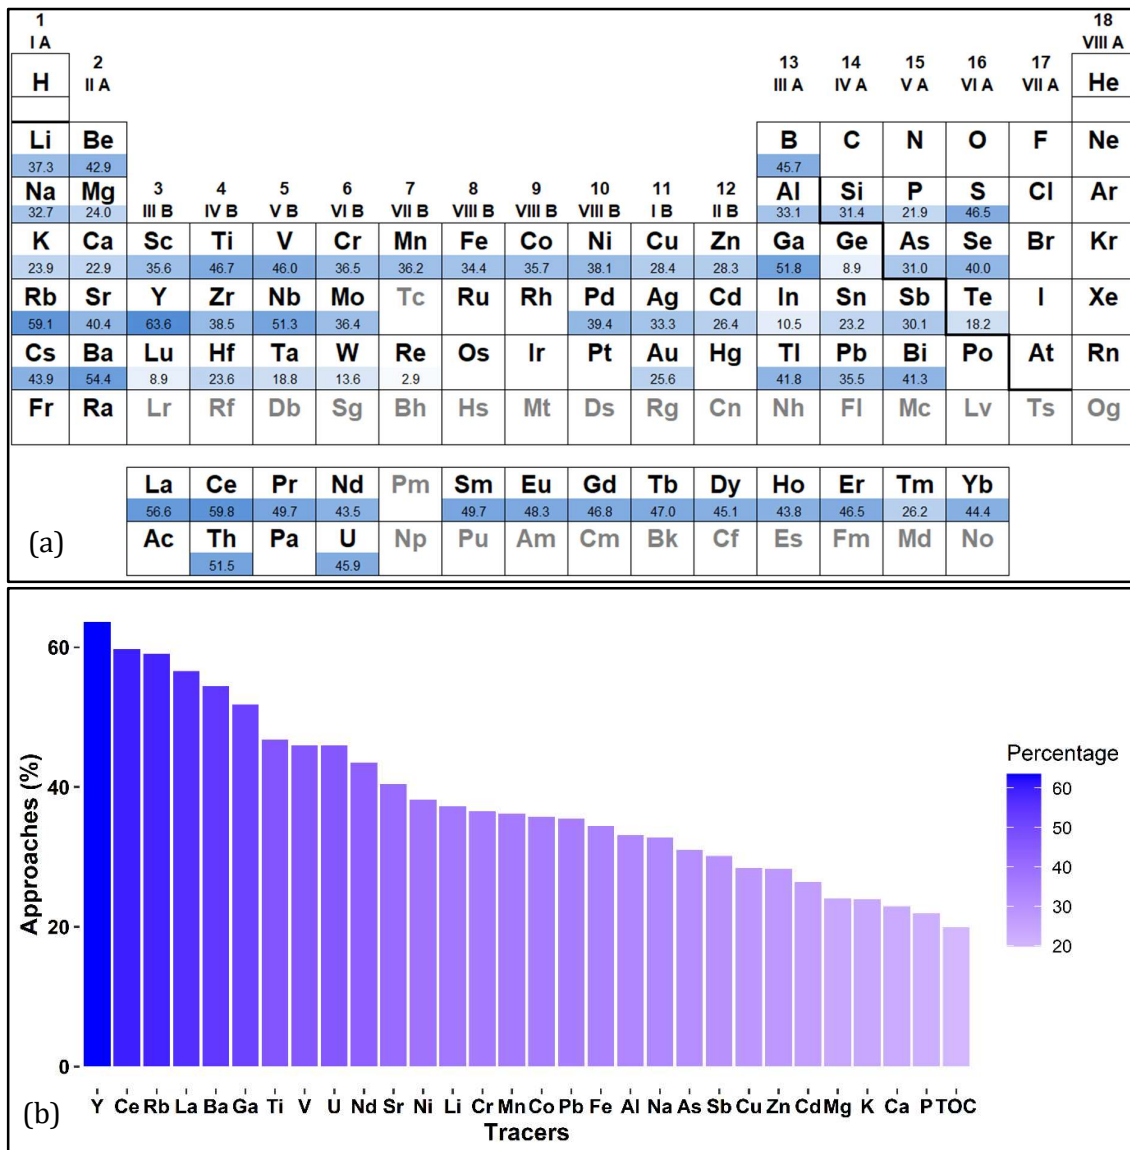 1 18
I A VIII A
2 13 14 15 16 17
H II A III A IV A V A VI A VII A He
Li Be B C N O F Ne
37.3 42.9 45.7
Na Mg 3 4 5 6 7 8 9 10 11 12 Al Si P S Cl Ar
32.7 24.0 III B IV B V B VI B VII B VIII B VIII B VIII B I B II B 33.1 31.4 21.9 46.5
K Ca Sc Ti V Cr Mn Fe Co Ni Cu Zn Ga Ge As Se Br Kr
23.9 22.9 35.6 46.7 46.0 36.5 36.2 34.4 35.7 38.1 28.4 28.3 51.8 8.9 31.0 40.0
Rb Sr Y Zr Nb Mo Tc Ru Rh Pd Ag Cd In Sn Sb Te I Xe
59.1 40.4 63.6 38.5 51.3 36.4 39.4 33.3 26.4 10.5 23.2 30.1 18.2
Cs Ba Lu Hf Ta W Re Os Ir Pt Au Hg Tl Pb Bi Po At Rn
43.9 54.4 8.9 23.6 18.8 13.6 2.9 25.6 41.8 35.5 41.3
Fr Ra Lr Rf Db Sg Bh Hs Mt Ds Rg Cn Nh Fl Mc Lv Ts Og
La Ce Pr Nd Pm Sm Eu Gd Tb Dy Ho Er Tm Yb
56.6 59.8 49.7 43.5 49.7 48.3 46.8 47.0 45.1 43.8 46.5 26.2 44.4
Ac Th Pa U Np Pu Am Cm Bk Cf Es Fm Md No
51.5 45.9
(a)
Approaches (%)
60
40
20
0
Y Ce Rb La Ba Ga Ti V U Nd Sr Ni Li Cr Mn Co Pb Fe Al Na As Sb Cu Zn Cd Mg K Ca P TOC
Tracers
Percentage
60
50
40
30
20
(b)